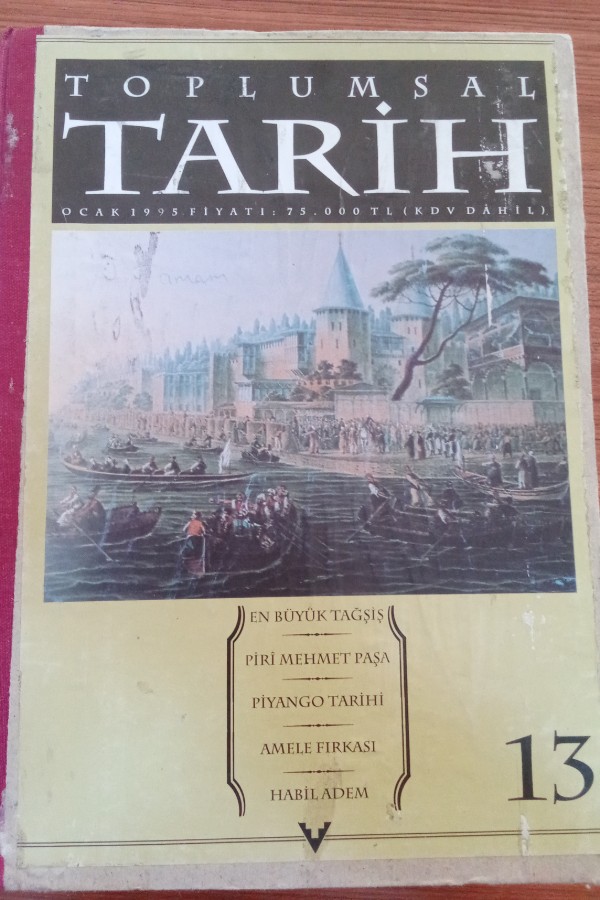 TOPLUMSAL
TARİH
OCAK 1995 FİYATI: 75.000 TL (KDV DÂHİL)
EN BÜYÜK TAĞŞİŞ
PİRÎ MEHMET PAŞA
PİYANGO TARİHİ
AMELE FIRKASI
HABİL ADEM
13